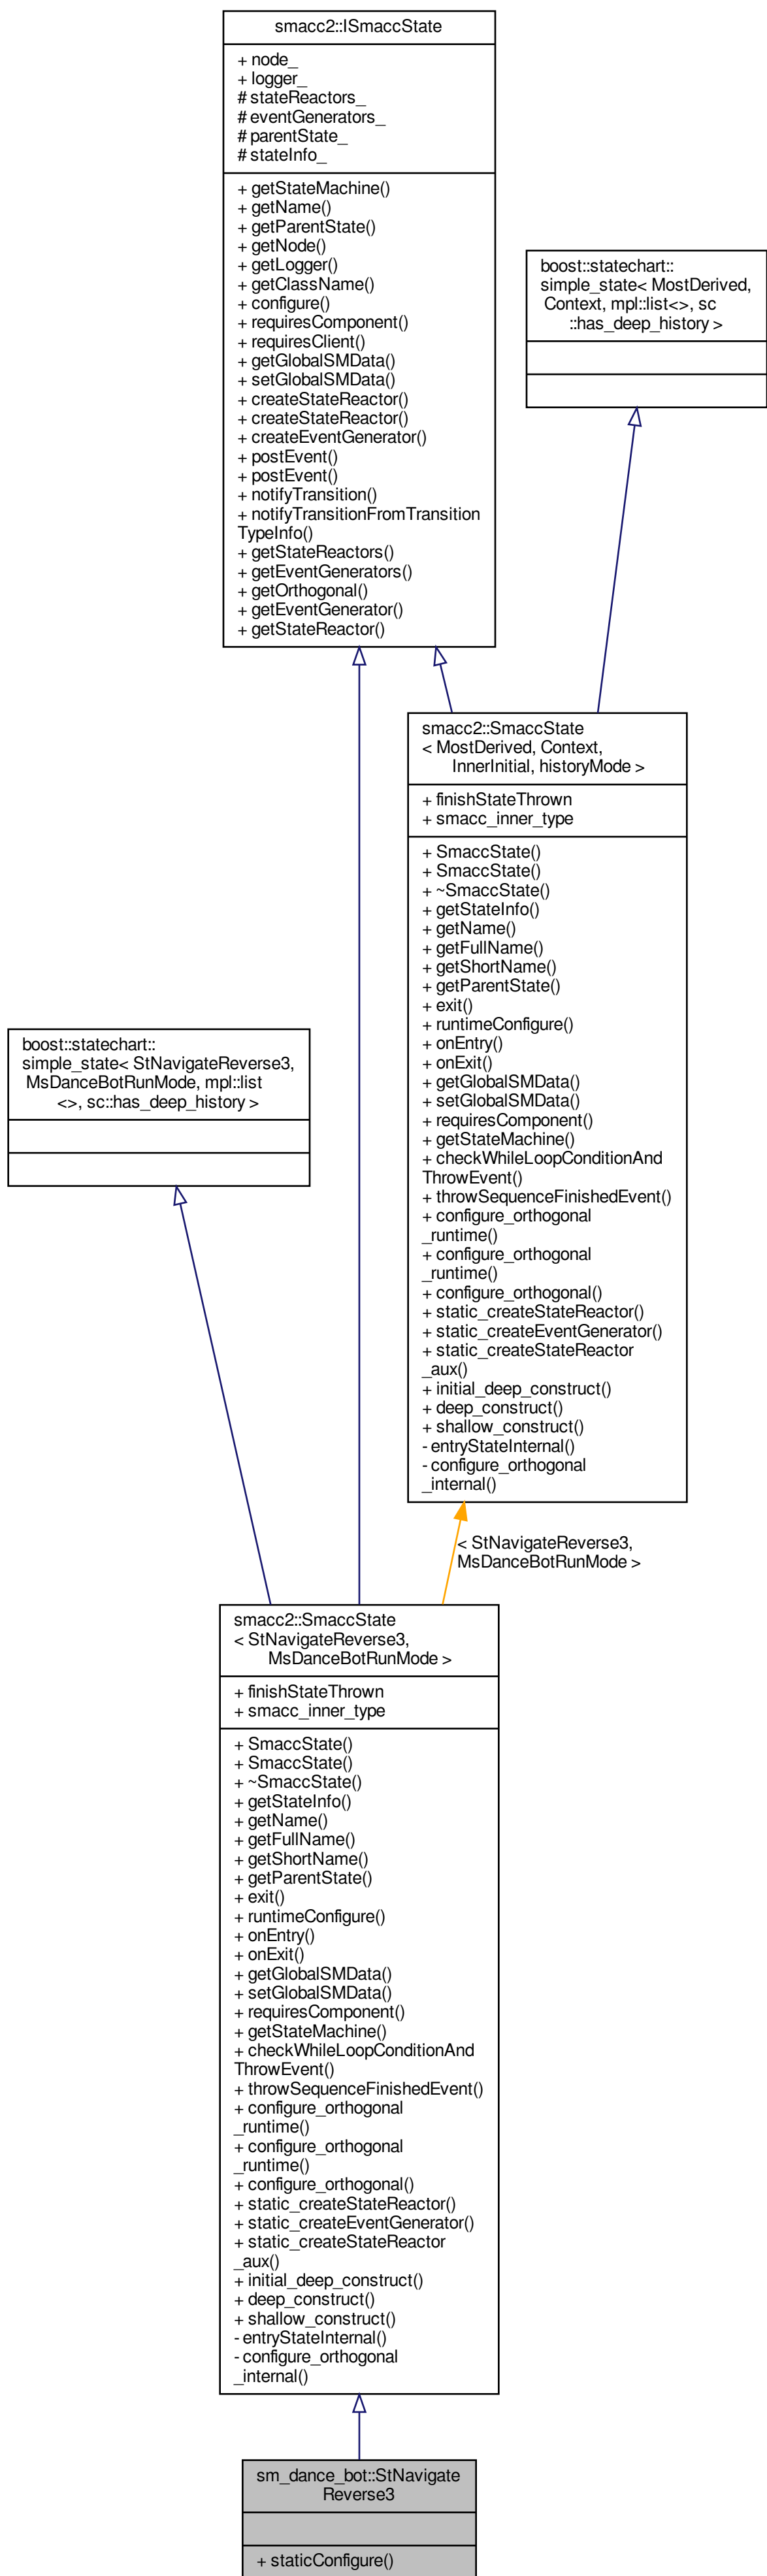 smacc2::ISmaccState
+ node_
+ logger_
# stateReactors_
# eventGenerators_
# parentState_
# stateInfo_
+ getStateMachine()
+ getName()
+ getParentState()
+ getNode()
+ getLogger()
+ getClassName()
+ configure()
+ requiresComponent()
+ requiresClient()
+ getGlobalSMData()
+ setGlobalSMData()
+ createStateReactor()
+ createStateReactor()
+ createEventGenerator()
+ postEvent()
+ postEvent()
+ notifyTransition()
+ notifyTransitionFromTransition
TypeInfo()
+ getStateReactors()
+ getEventGenerators()
+ getOrthogonal()
+ getEventGenerator()
+ getStateReactor()
boost::statechart::
simple_state< MostDerived,
Context, mpl::list<>, sc
::has_deep_history >
smacc2::SmaccState
< MostDerived, Context,
InnerInitial, historyMode >
+ finishStateThrown
+ smacc_inner_type
+ SmaccState()
+ SmaccState()
+ ~SmaccState()
+ getStateInfo()
+ getName()
+ getFullName()
+ getShortName()
+ getParentState()
+ exit()
+ runtimeConfigure()
+ onEntry()
+ onExit()
+ getGlobalSMData()
+ setGlobalSMData()
+ requiresComponent()
+ getStateMachine()
+ checkWhileLoopConditionAnd
ThrowEvent()
+ throwSequenceFinishedEvent()
+ configure_orthogonal
_runtime()
+ configure_orthogonal
_runtime()
+ configure_orthogonal()
+ static_createStateReactor()
+ static_createEventGenerator()
+ static_createStateReactor
_aux()
+ initial_deep_construct()
+ deep_construct()
+ shallow_construct()
- entryStateInternal()
- configure_orthogonal
_internal()
boost::statechart::
simple_state< StNavigateReverse3,
MsDanceBotRunMode, mpl::list
<>, sc::has_deep_history >
< StNavigateReverse3,
MsDanceBotRunMode >
smacc2::SmaccState
< StNavigateReverse3,
MsDanceBotRunMode >
+ finishStateThrown
+ smacc_inner_type
+ SmaccState()
+ SmaccState()
+ ~SmaccState()
+ getStateInfo()
+ getName()
+ getFullName()
+ getShortName()
+ getParentState()
+ exit()
+ runtimeConfigure()
+ onEntry()
+ onExit()
+ getGlobalSMData()
+ setGlobalSMData()
+ requiresComponent()
+ getStateMachine()
+ checkWhileLoopConditionAnd
ThrowEvent()
+ throwSequenceFinishedEvent()
+ configure_orthogonal
_runtime()
+ configure_orthogonal
_runtime()
+ configure_orthogonal()
+ static_createStateReactor()
+ static_createEventGenerator()
+ static_createStateReactor
_aux()
+ initial_deep_construct()
+ deep_construct()
+ shallow_construct()
- entryStateInternal()
- configure_orthogonal
_internal()
sm_dance_bot::StNavigate
Reverse3
+ staticConfigure()